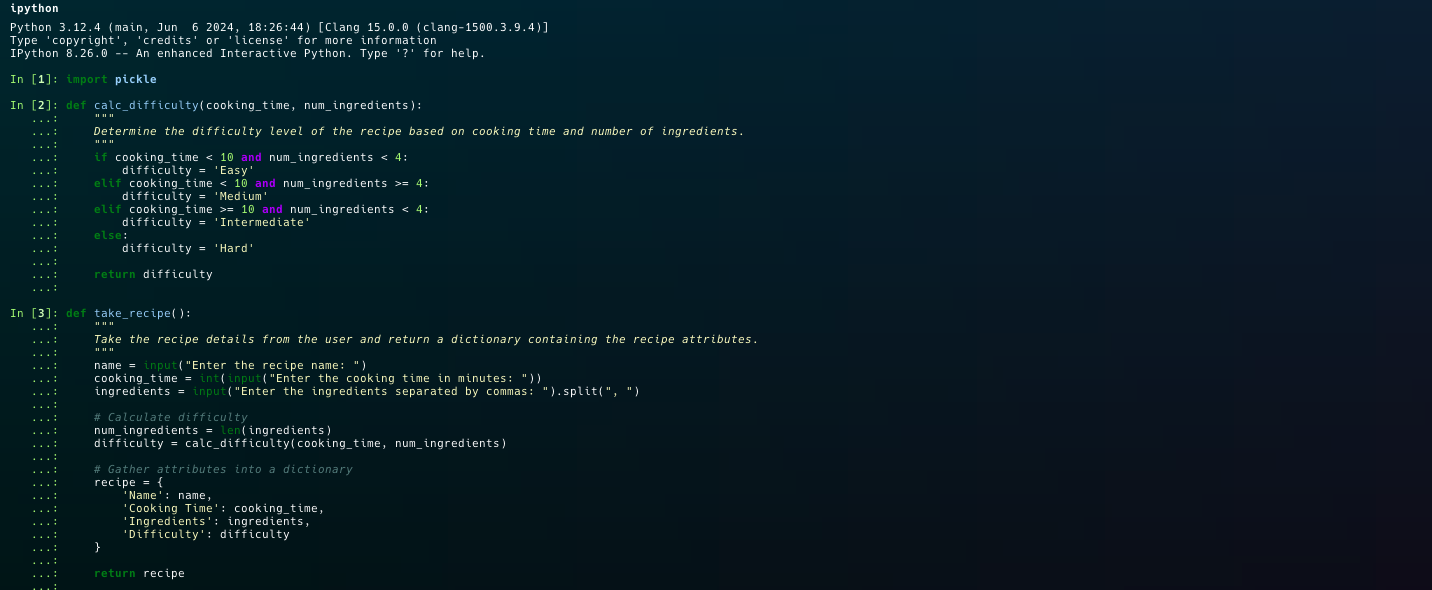 ipython
Python 3.12.4 (main, Jun  6 2024, 18:26:44) [Clang 15.0.0 (clang-1500.3.9.4)]
Type 'copyright', 'credits' or 'license' for more information
IPython 8.26.0 -- An enhanced Interactive Python. Type '?' for help.

In [1]: import pickle

In [2]: def calc_difficulty(cooking_time, num_ingredients):
   ...:     """
   ...:     Determine the difficulty level of the recipe based on cooking time and number of ingredients.
   ...:     """
   ...:     if cooking_time < 10 and num_ingredients < 4:
   ...:         difficulty = 'Easy'
   ...:     elif cooking_time < 10 and num_ingredients >= 4:
   ...:         difficulty = 'Medium'
   ...:     elif cooking_time >= 10 and num_ingredients < 4:
   ...:         difficulty = 'Intermediate'
   ...:     else:
   ...:         difficulty = 'Hard'
   ...:
   ...:     return difficulty
   ...:

In [3]: def take_recipe():
   ...:     """
   ...:     Take the recipe details from the user and return a dictionary containing the recipe attributes.
   ...:     """
   ...:     name = input("Enter the recipe name: ")
   ...:     cooking_time = int(input("Enter the cooking time in minutes: "))
   ...:     ingredients = input("Enter the ingredients separated by commas: ").split(", ")
   ...:
   ...:     # Calculate difficulty
   ...:     num_ingredients = len(ingredients)
   ...:     difficulty = calc_difficulty(cooking_time, num_ingredients)
   ...:
   ...:     # Gather attributes into a dictionary
   ...:     recipe = {
   ...:         'Name': name,
   ...:         'Cooking Time': cooking_time,
   ...:         'Ingredients': ingredients,
   ...:         'Difficulty': difficulty
   ...:     }
   ...:
   ...:     return recipe
   ...: